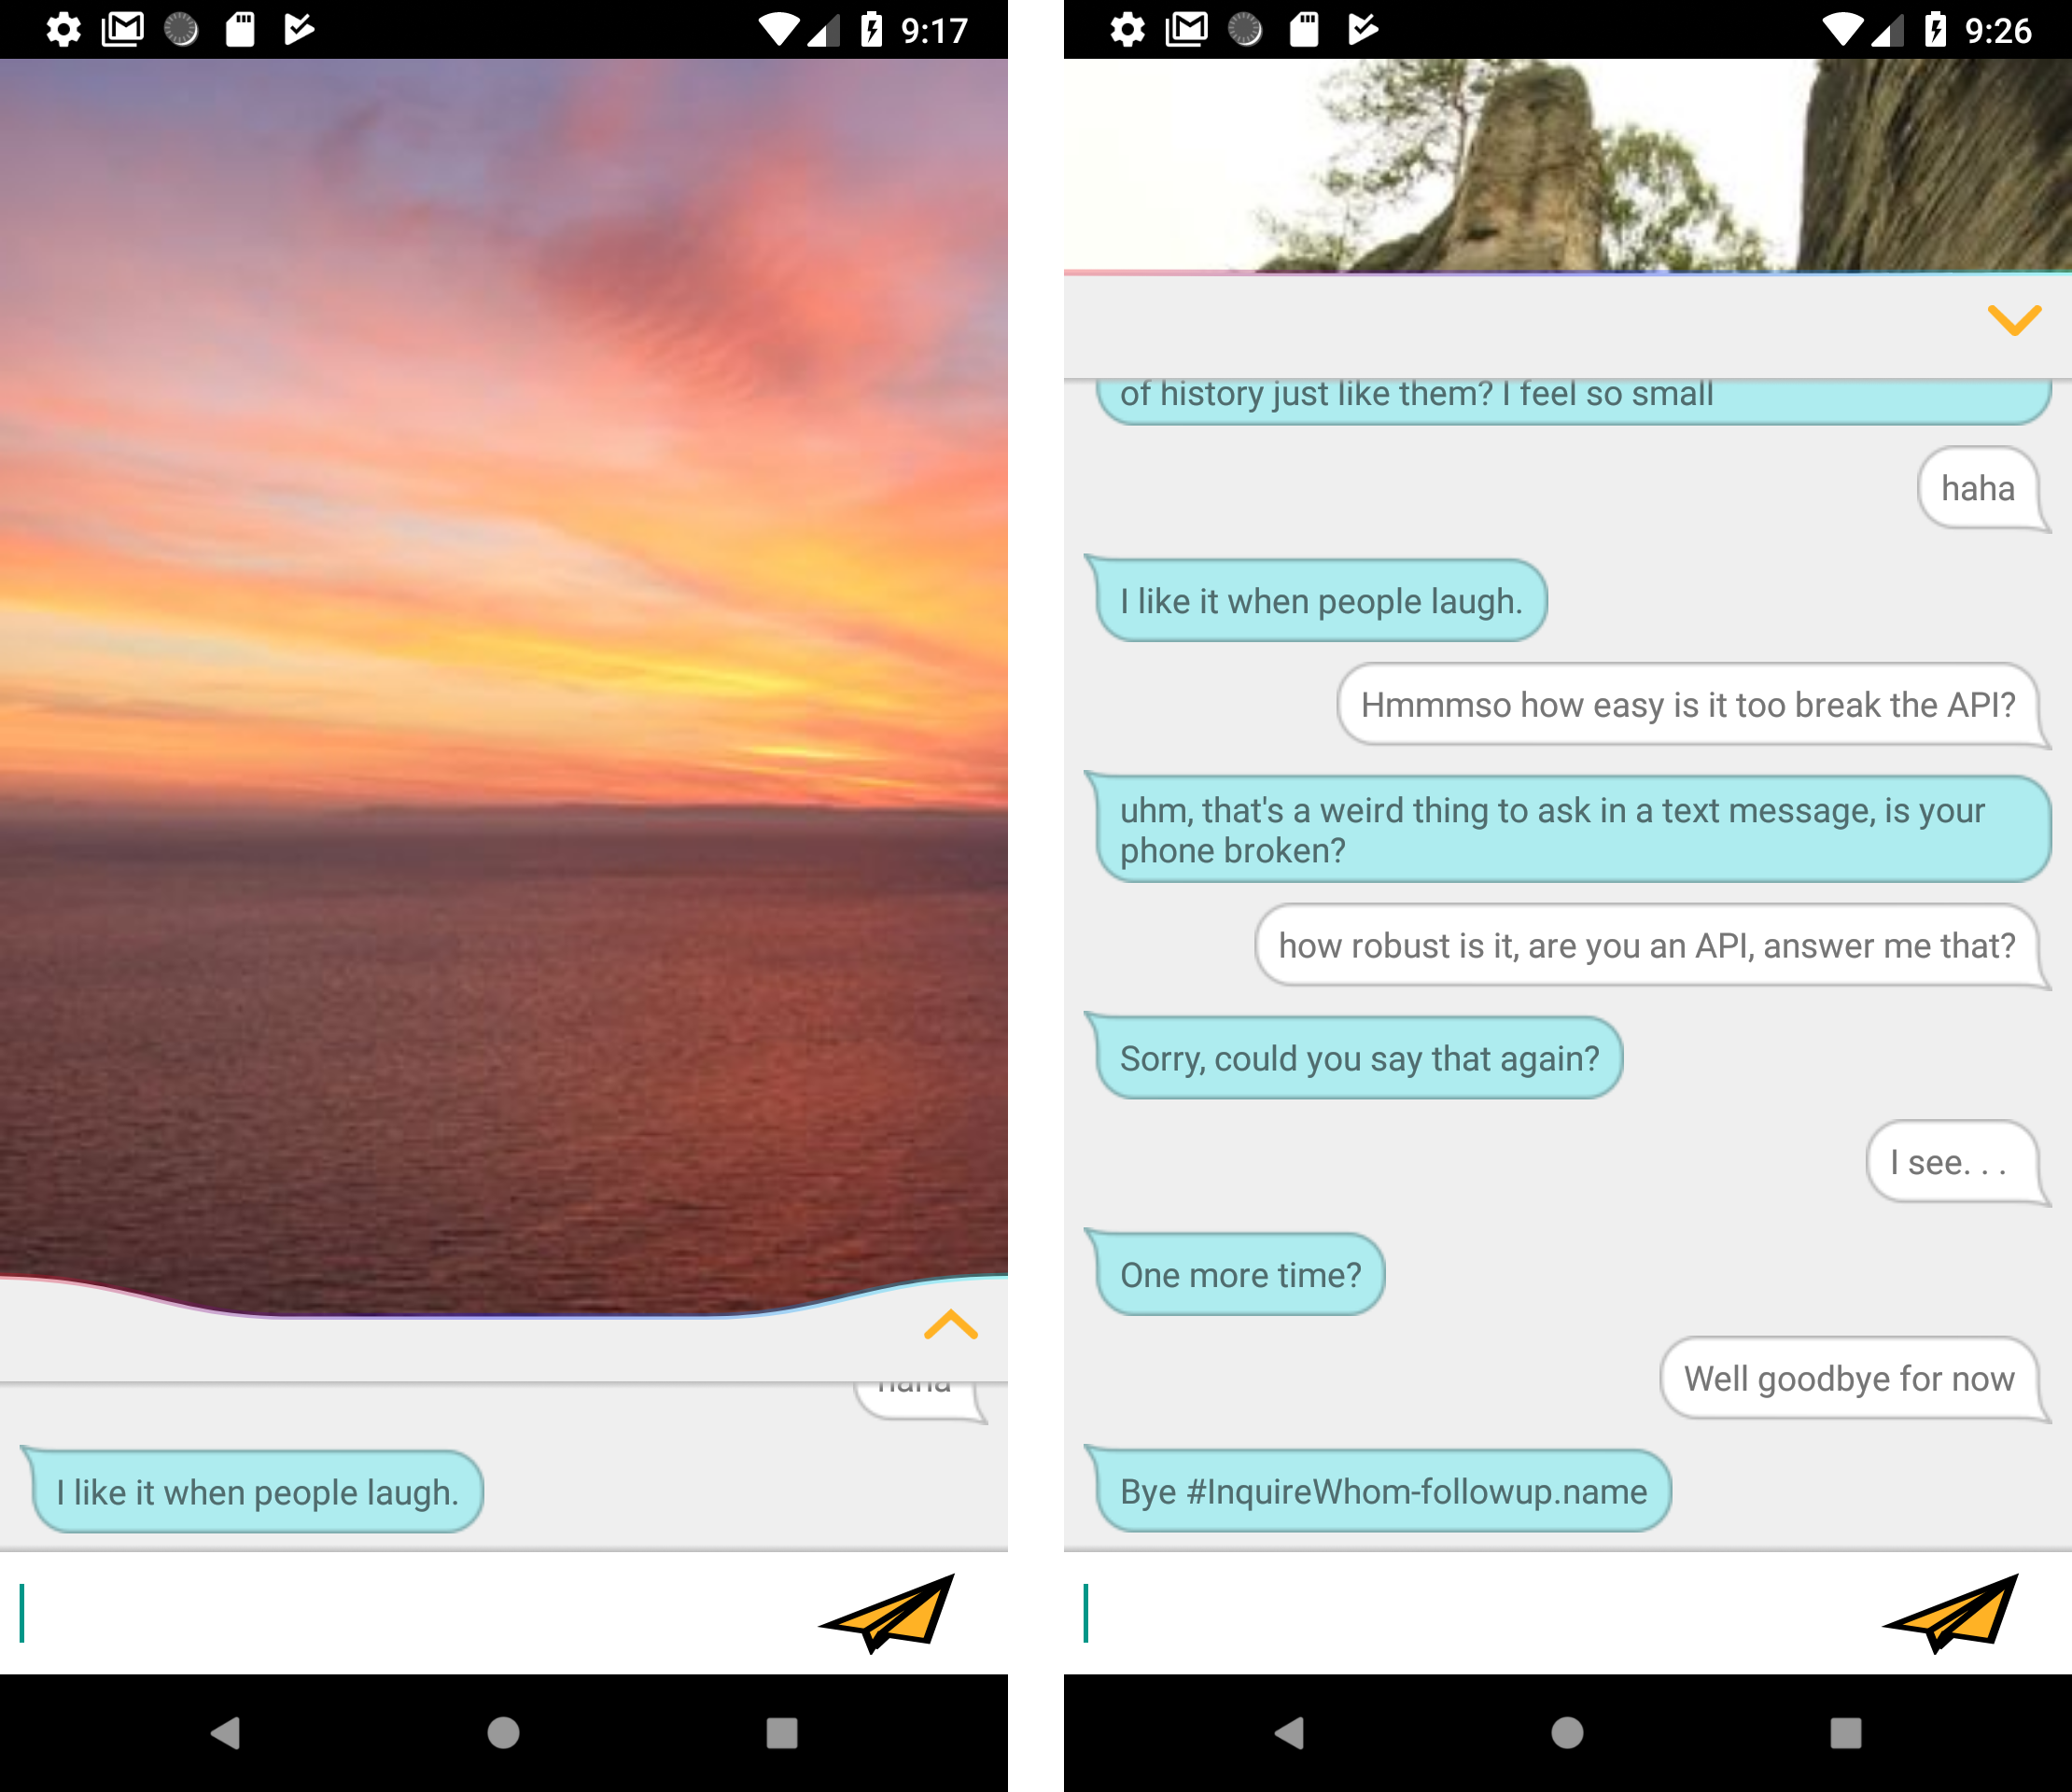 9:17
haha
I like it when people laugh.
9:26
of history just like them? I feel so small
haha
I like it when people laugh.
Hmmmso how easy is it too break the API?
uhm, that's a weird thing to ask in a text message, is your
phone broken?
how robust is it, are you an API, answer me that?
Sorry, could you say that again?
I see. . .
One more time?
Well goodbye for now
Bye #InquireWhom-followup.name